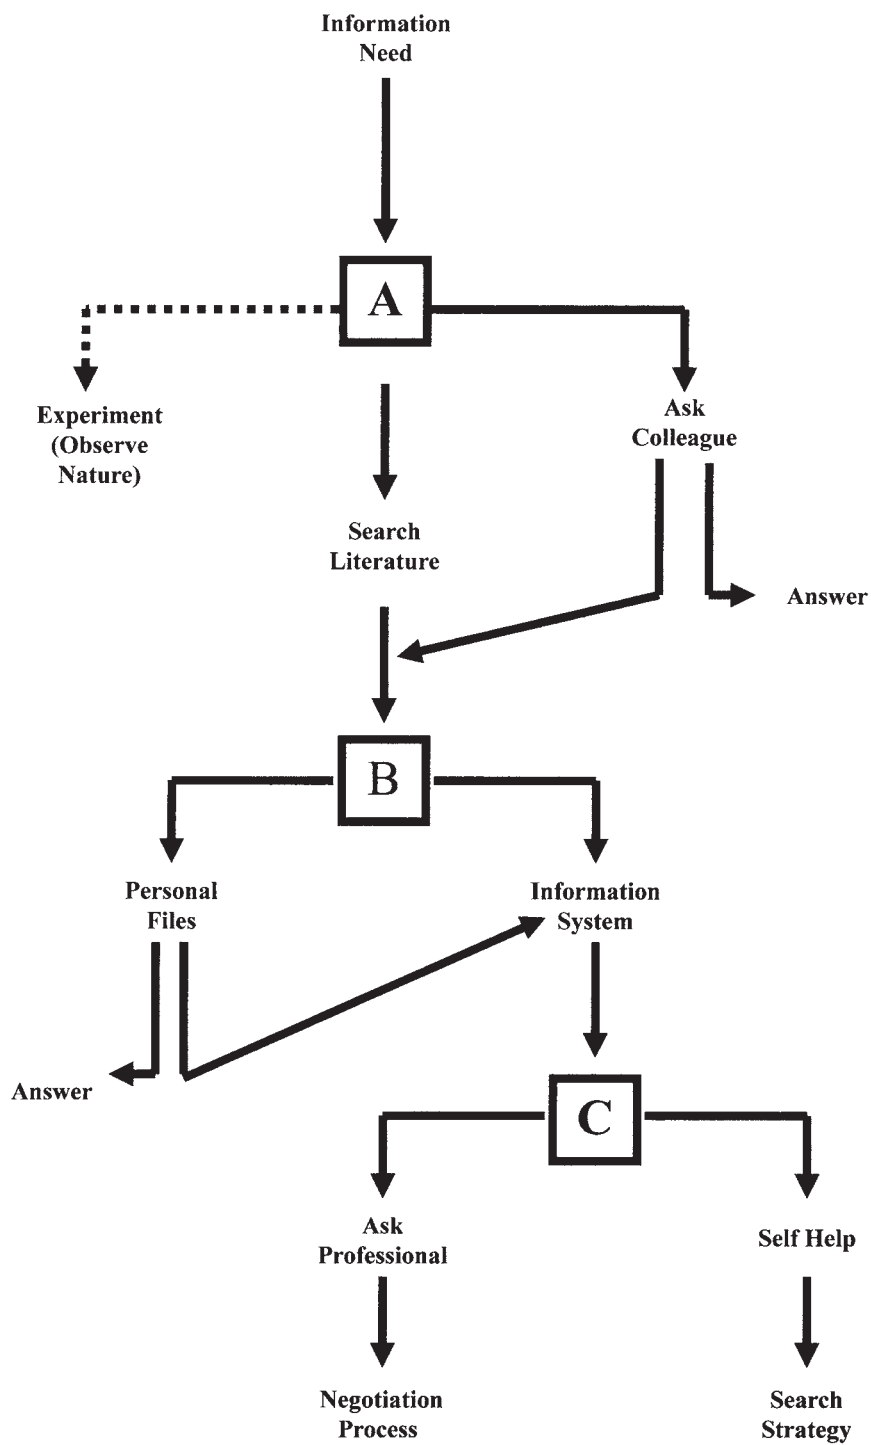 Information
Need
A
Experiment
(Observe
Nature)
Ask
Colleague
Search
Literature
Answer
B
Personal
Files
Information
System
Answer
C
Ask
Professional
Self Help
Negotiation
Process
Search
Strategy